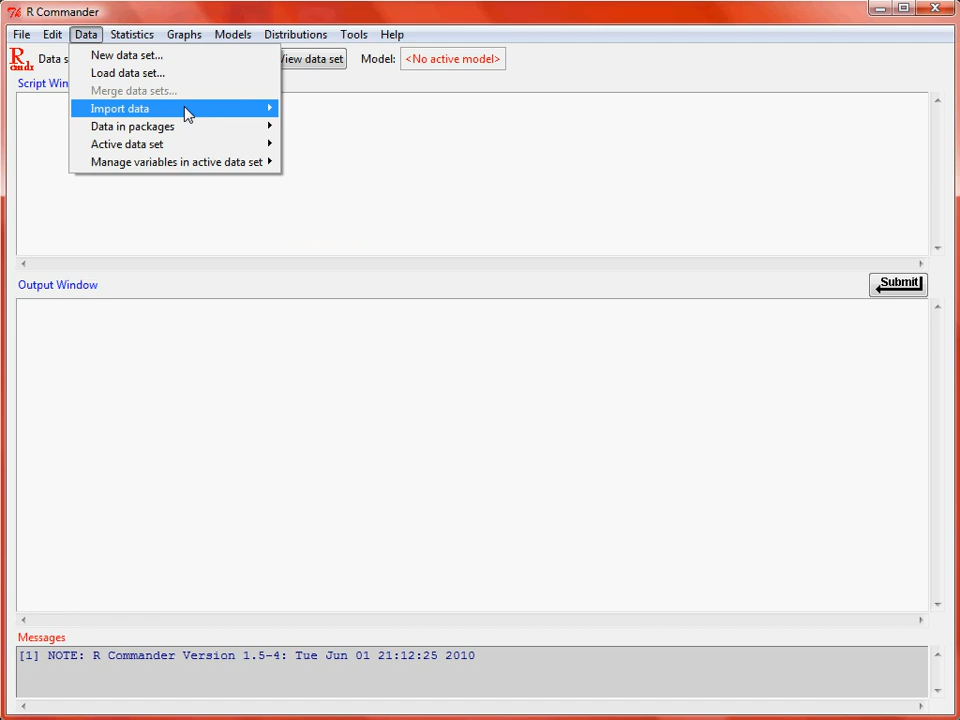 R Commander
File Edit Data Statistics Graphs Models Distributions Tools Help
R cmdr Data s View data set Model: <No active model>
New data set...
Load data set...
Merge data sets...
Import data
Data in packages
Active data set
Manage variables in active data set
Script Win
Output Window
Submit
Messages
[1] NOTE: R Commander Version 1.5-4: Tue Jun 01 21:12:25 2010